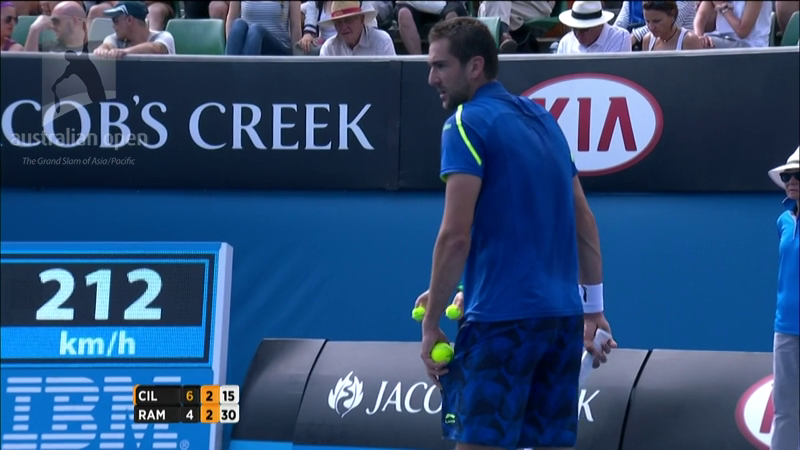 COB'S CREEK
KIA
australian open
The Grand Slam of Asia/Pacific
212
km/h
IBM
CIL 6 2 15
RAM 4 2 30
JACO
K